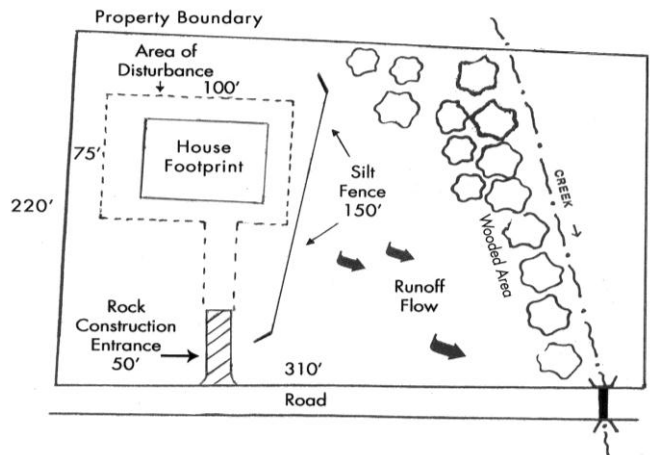 Property Boundary
Area of
Disturbance
100'
75'
House
Footprint
Silt
Fence
150'
220'
CREEK →
Wooded Area
Runoff
Flow
Rock
Construction
Entrance
50'
310'
Road